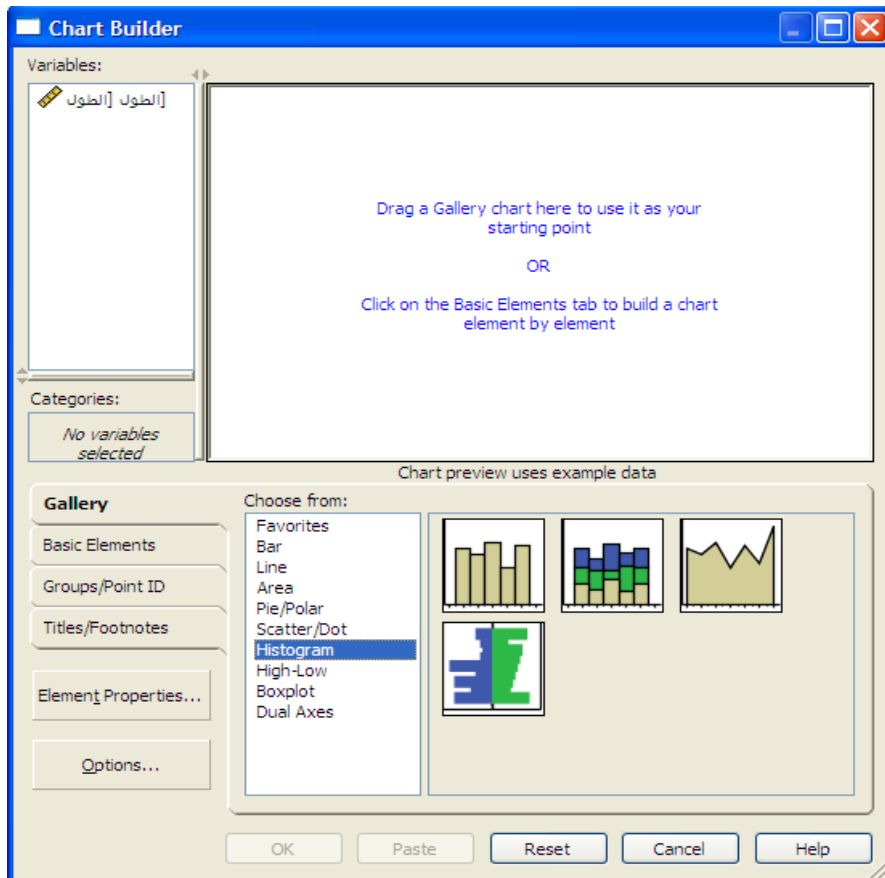 Chart Builder
Variables:
الطول [الطول]
Drag a Gallery chart here to use it as your
starting point
OR
Click on the Basic Elements tab to build a chart
element by element
Categories:
No variables
selected
Chart preview uses example data
Gallery
Basic Elements
Groups/Point ID
Titles/Footnotes
Element Properties...
Options...
Choose from:
Favorites
Bar
Line
Area
Pie/Polar
Scatter/Dot
Histogram
High-Low
Boxplot
Dual Axes
OK
Paste
Reset
Cancel
Help